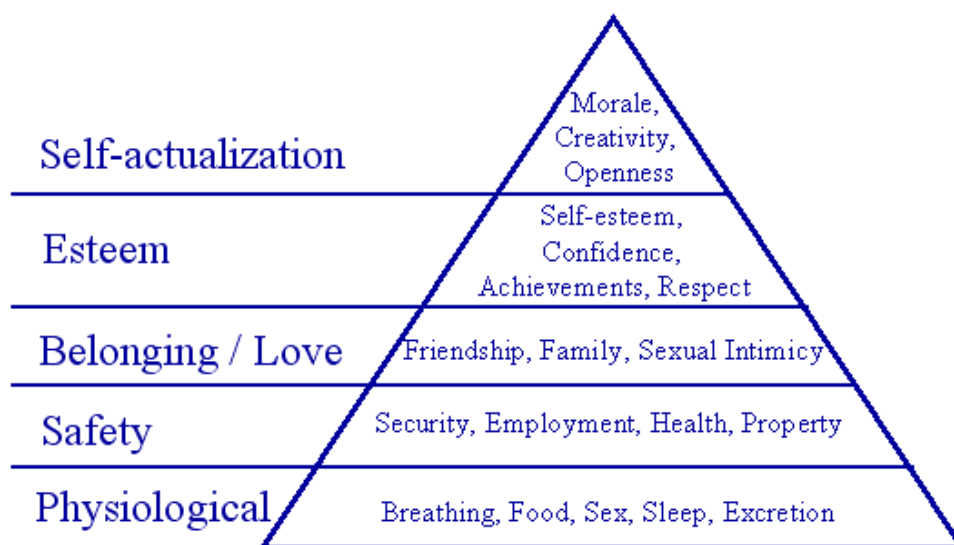 Morale,
Creativity,
Openness
Self-actualization
Self-esteem,
Confidence,
Achievements, Respect
Esteem
Belonging / Love
Friendship, Family, Sexual Intimicy
Safety
Security, Employment, Health, Property
Physiological
Breathing, Food, Sex, Sleep, Excretion